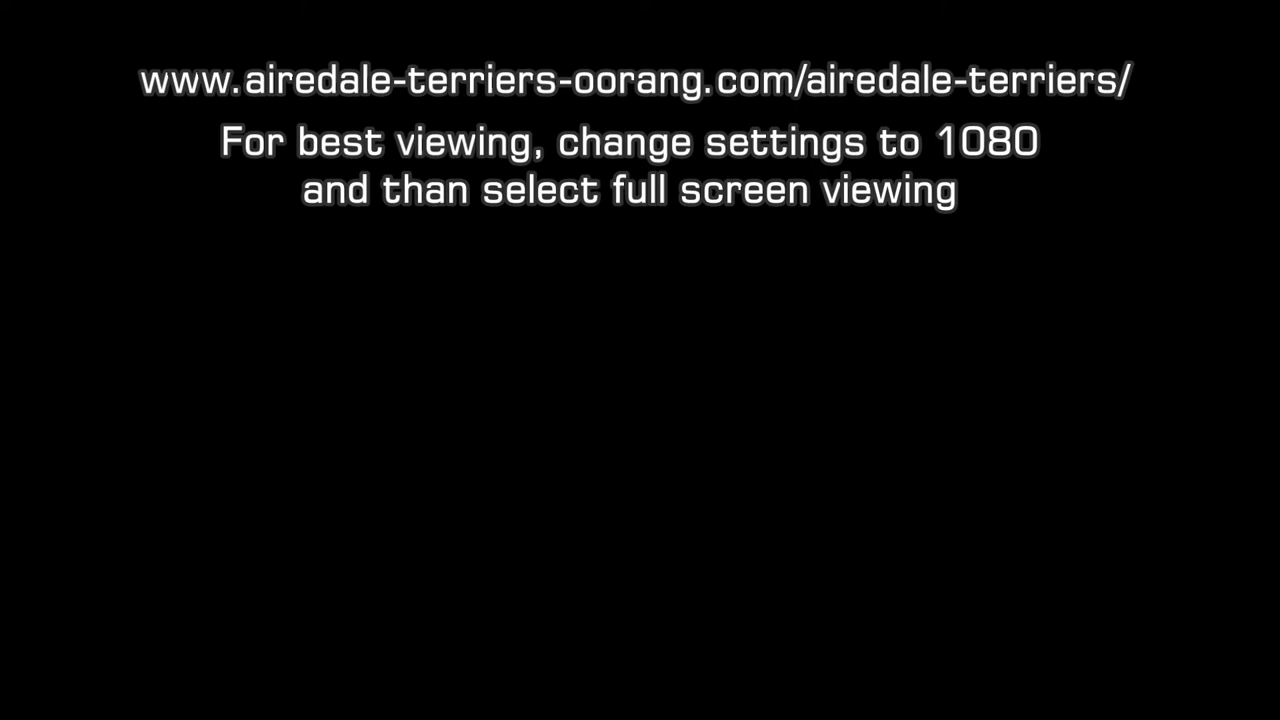 www.airedale-terriers-oorang.com/airedale-terriers/
For best viewing, change settings to 1080
and than select full screen viewing